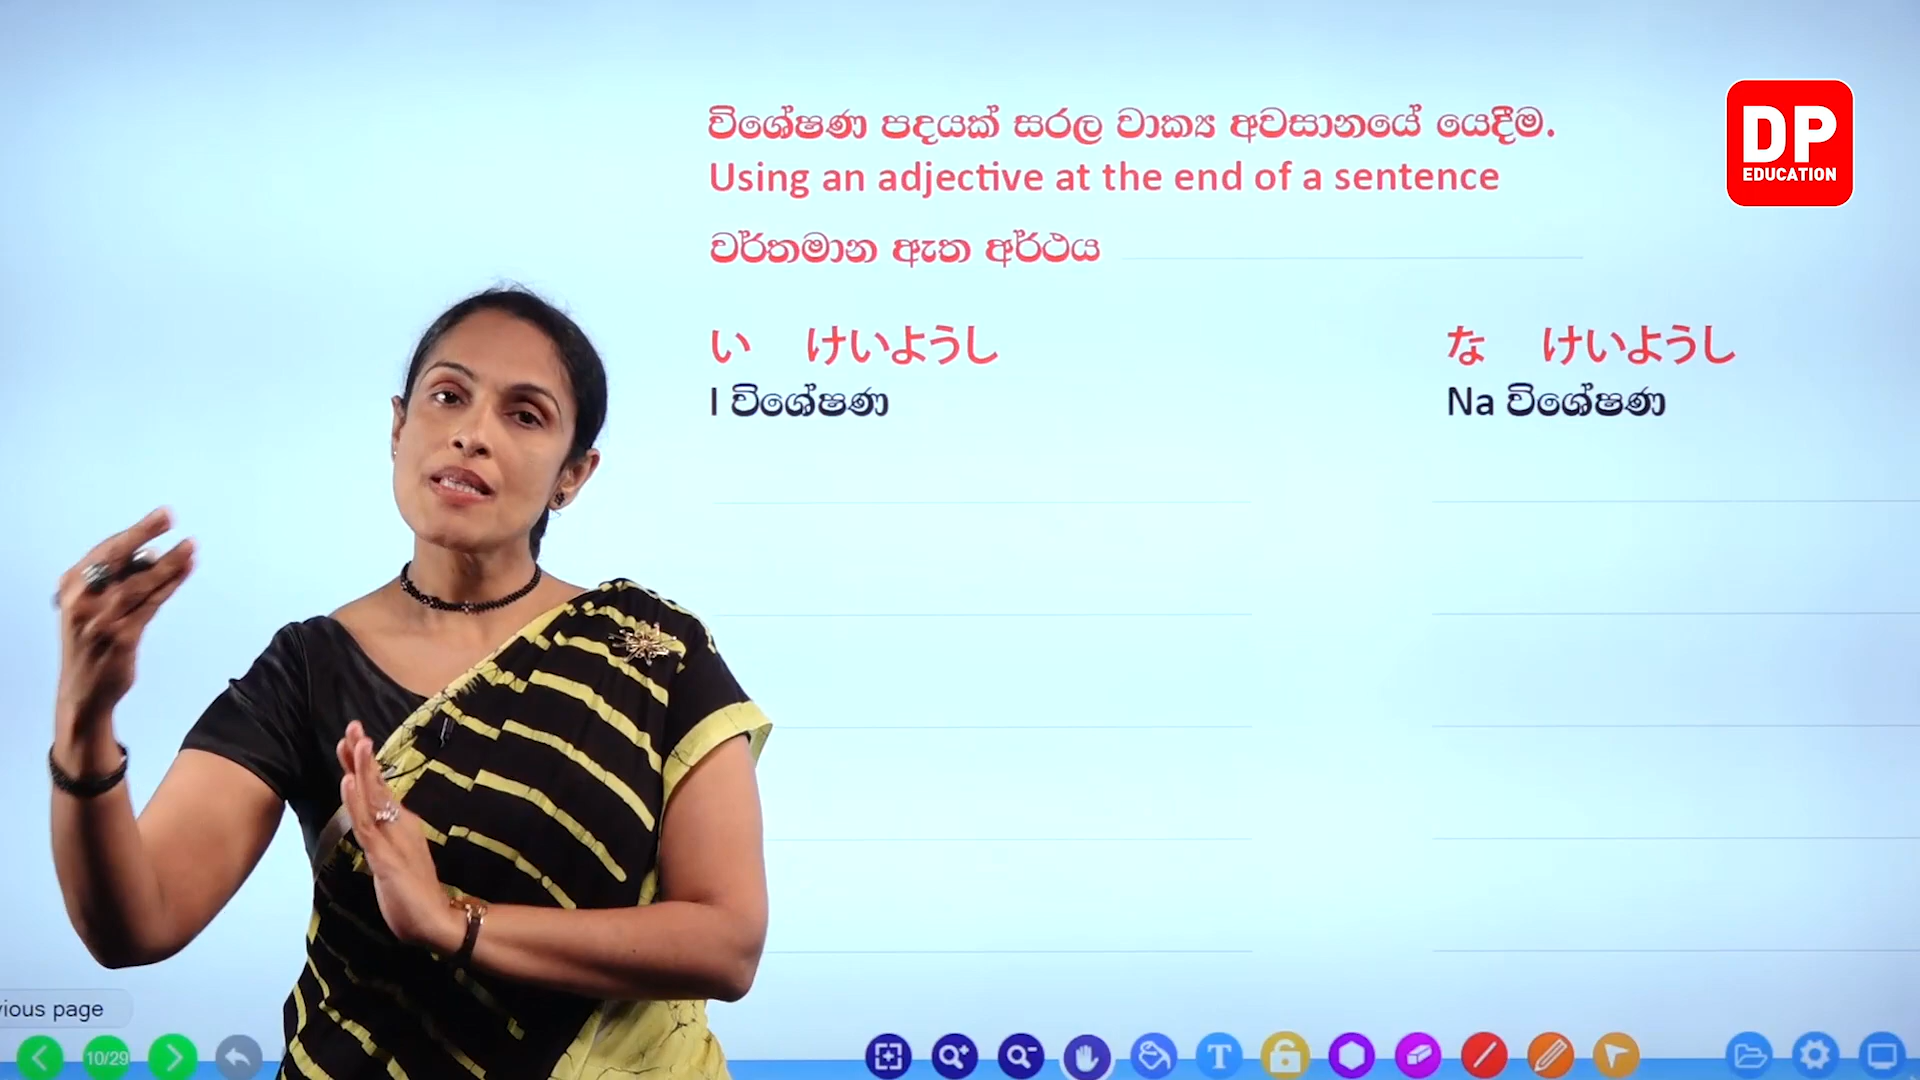 විශේෂණ පදයක් සරල වාක්‍ය අවසානයේ යෙදීම.
Using an adjective at the end of a sentence
DP
EDUCATION
වර්තමාන ඇත අර්ථය
い けいようし
な けいようし
I විශේෂණ
Na විශේෂණ
vious page
10/29
T